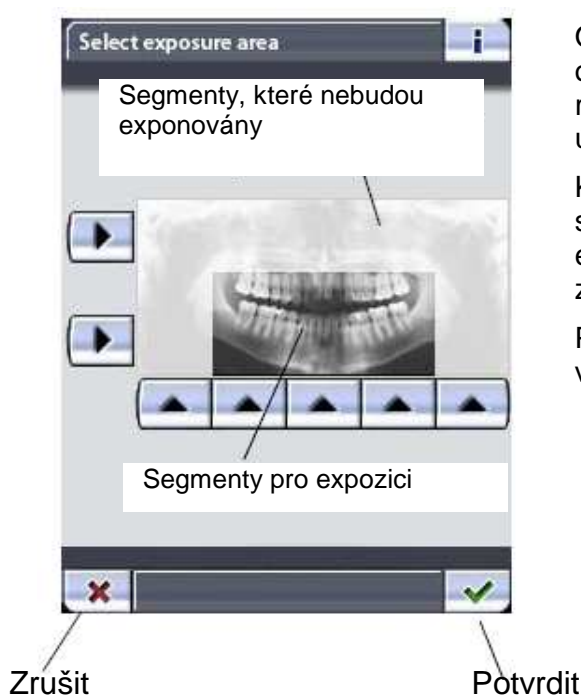 Select exposure area
i
Segmenty, které nebudou
exponovány
Segmenty pro expozici
Zrušit
Potvrdit